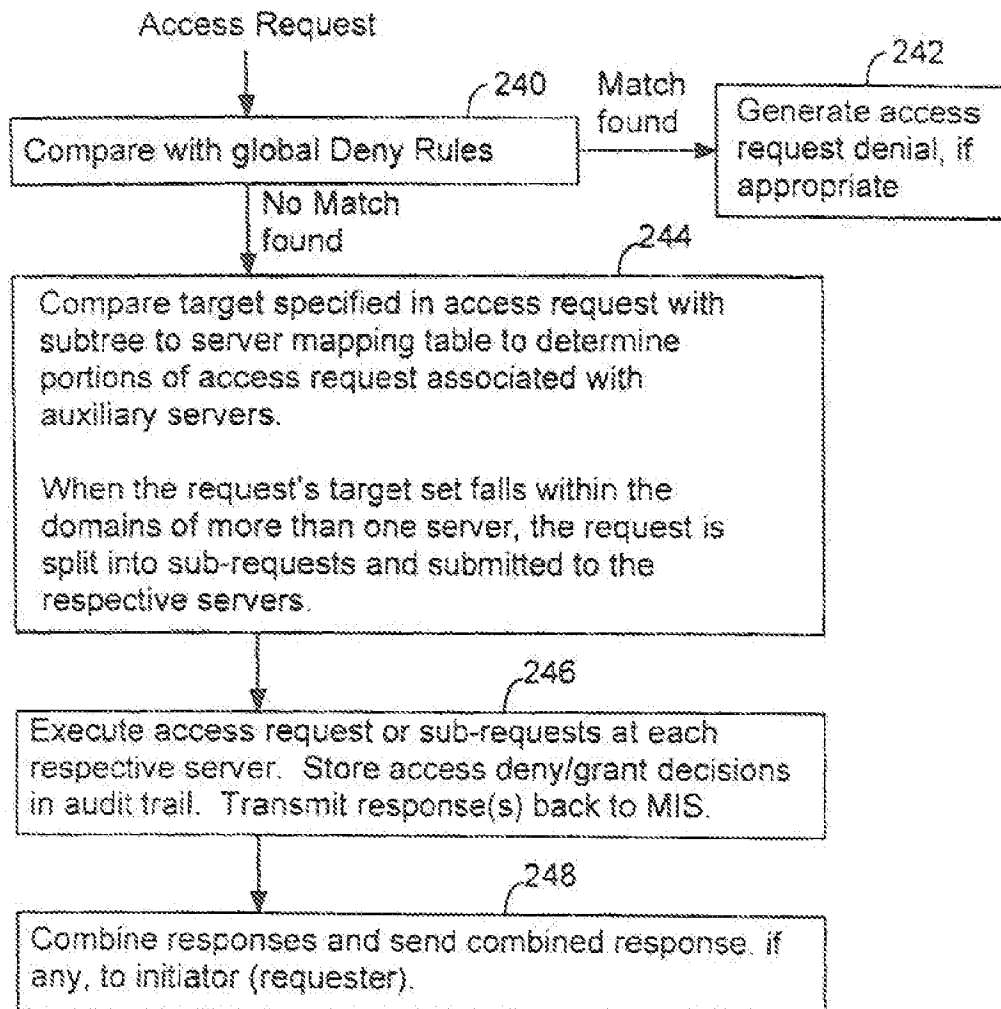 Access Request
240
Compare with global Deny Rules
Match
found
242
Generate access
request denial, if
appropriate
No Match
found
244
Compare target specified in access request with
subtree to server mapping table to determine
portions of access request associated with
auxiliary servers.
When the request's target set falls within the
domains of more than one server, the request is
split into sub-requests and submitted to the
respective servers.
246
Execute access request or sub-requests at each
respective server. Store access deny/grant decisions
in audit trail. Transmit response(s) back to MIS.
248
Combine responses and send combined response, if
any, to initiator (requester).